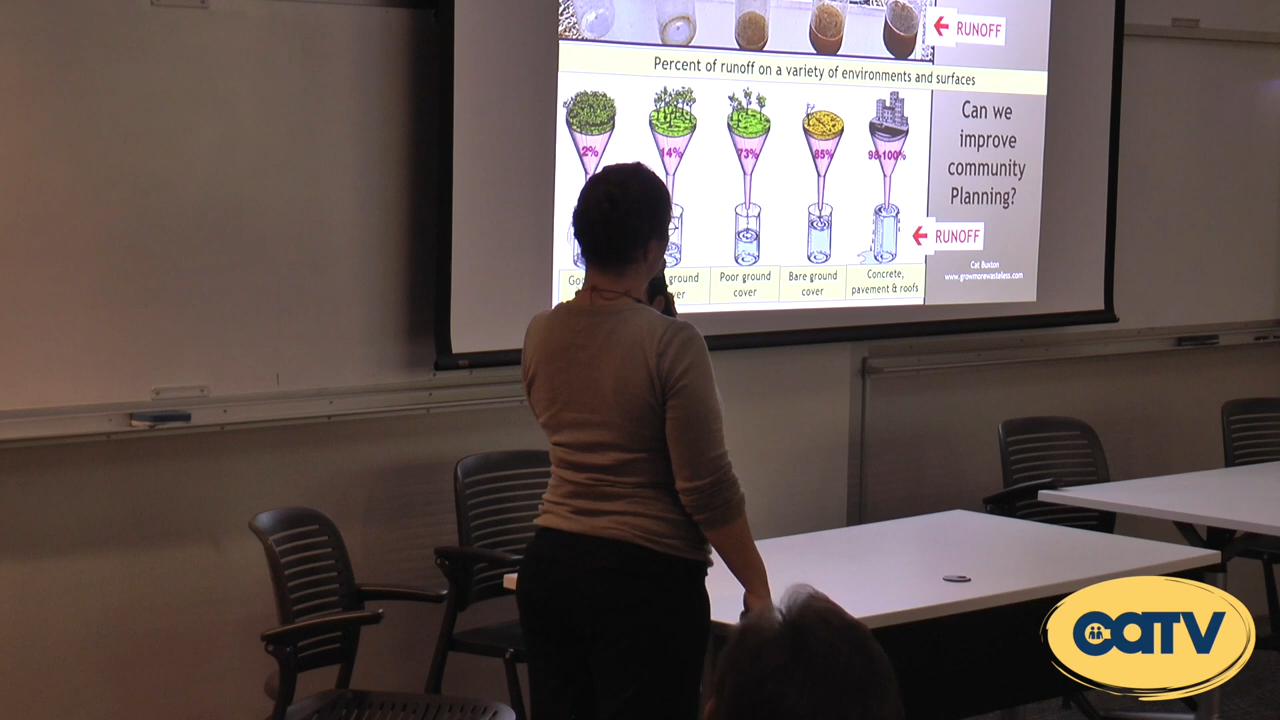 RUNOFF
Percent of runoff on a variety of environments and surfaces
Can we
improve
community
Planning?
2%
14%
73%
85%
98-100%
RUNOFF
ground
Poor ground
cover
Bare ground
cover
Concrete,
pavement & roofs
Cat Buxton
www.growmorewasteless.com
CATV